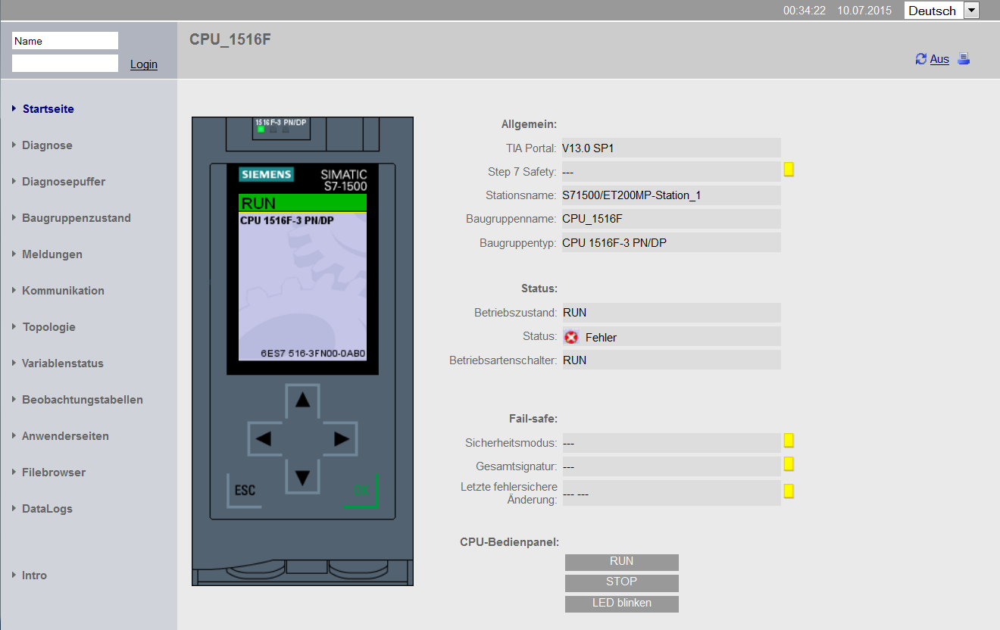 00:34:22 10.07.2015 Deutsch
Name
Login
CPU_1516F
Aus
Startseite
Diagnose
Diagnosepuffer
Baugruppenzustand
Meldungen
Kommunikation
Topologie
Variablenstatus
Beobachtungstabellen
Anwenderseiten
Filebrowser
DataLogs
Intro
1516F-3 PN/DP
SIEMENS
SIMATIC
S7-1500
RUN
CPU 1516F-3 PN/DP
6ES7 516-3FN00-0AB0
ESC
OK
Allgemein:
TIA Portal: V13.0 SP1
Step 7 Safety: ---
Stationsname: S71500/ET200MP-Station_1
Baugruppenname: CPU_1516F
Baugruppentyp: CPU 1516F-3 PN/DP
Status:
Betriebszustand: RUN
Status: Fehler
Betriebsartenschalter: RUN
Fail-safe:
Sicherheitsmodus: ---
Gesamtsignatur: ---
Letzte fehlersichere
Änderung: --- ---
CPU-Bedienpanel:
RUN
STOP
LED blinken